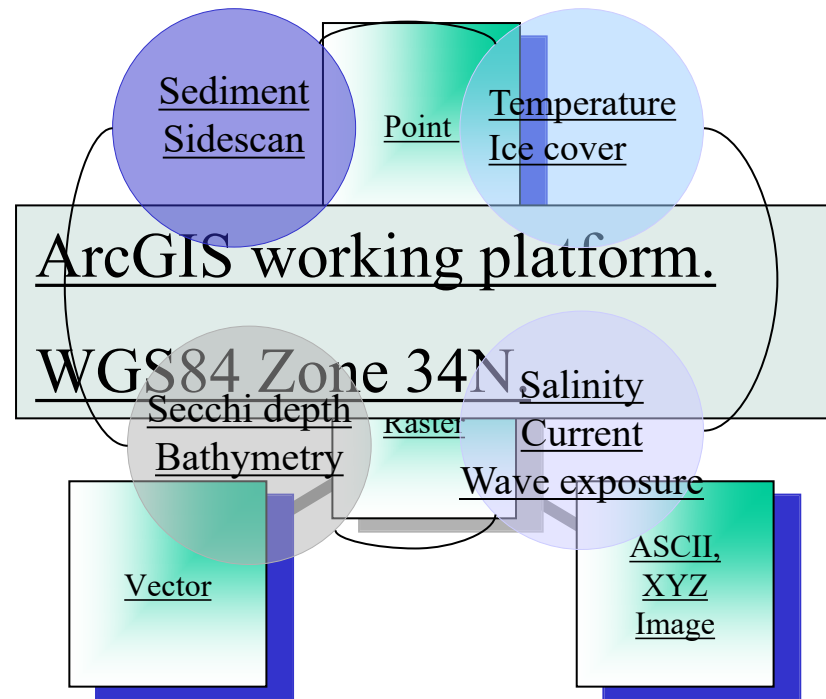 Sediment
Sidescan
Point
Temperature
Ice cover
ArcGIS working platform.
WGS84 Zone 34N.
Secchi depth
Bathymetry
Raster
Salinity
Current
Wave exposure
Vector
ASCII,
XYZ
Image